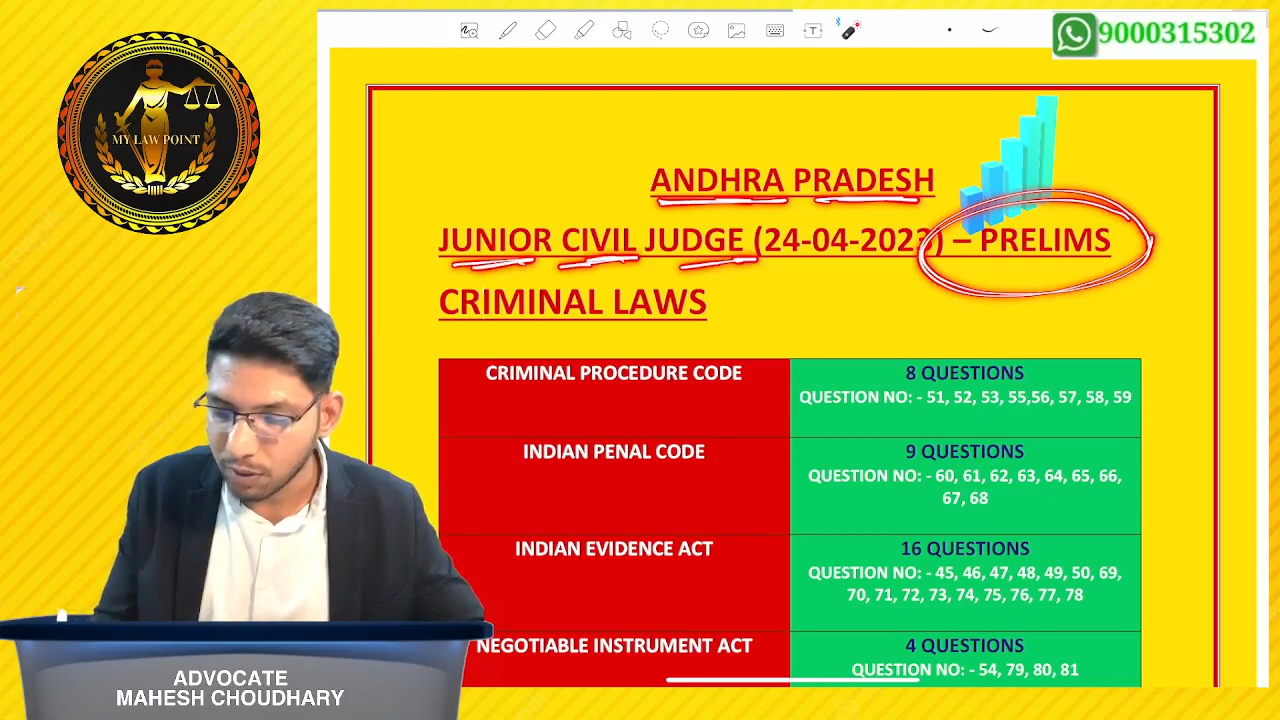 9000315302
MY LAW POINT
ANDHRA PRADESH
JUNIOR CIVIL JUDGE (24-04-2023) – PRELIMS
CRIMINAL LAWS
CRIMINAL PROCEDURE CODE
8 QUESTIONS
QUESTION NO: - 51, 52, 53, 55,56, 57, 58, 59
INDIAN PENAL CODE
9 QUESTIONS
QUESTION NO: - 60, 61, 62, 63, 64, 65, 66,
67, 68
INDIAN EVIDENCE ACT
16 QUESTIONS
QUESTION NO: - 45, 46, 47, 48, 49, 50, 69,
70, 71, 72, 73, 74, 75, 76, 77, 78
NEGOTIABLE INSTRUMENT ACT
4 QUESTIONS
QUESTION NO: - 54, 79, 80, 81
ADVOCATE
MAHESH CHOUDHARY